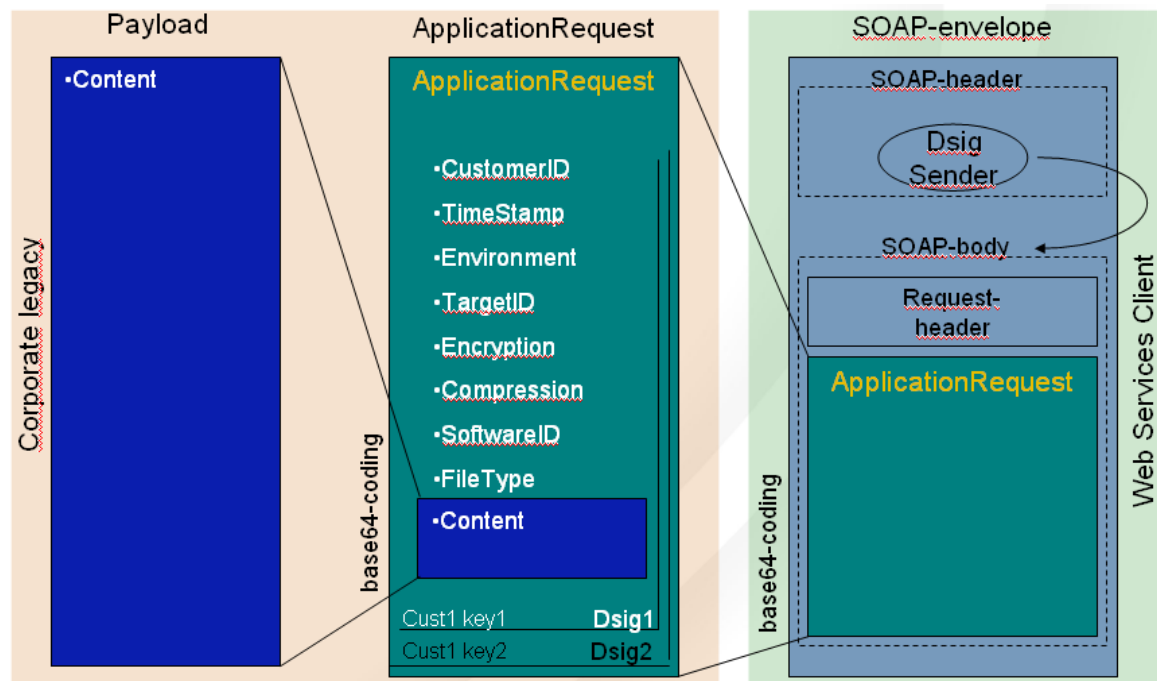 Payload
•Content
Corporate legacy
ApplicationRequest
ApplicationRequest
•CustomerID
•TimeStamp
•Environment
•TargetID
•Encryption
•Compression
•SoftwareID
•FileType
•Content
base64-coding
Cust1 key1 Dsig1
Cust1 key2 Dsig2
SOAP-envelope
SOAP-header
Dsig
Sender
SOAP-body
Request-
header
ApplicationRequest
base64-coding
Web Services Client